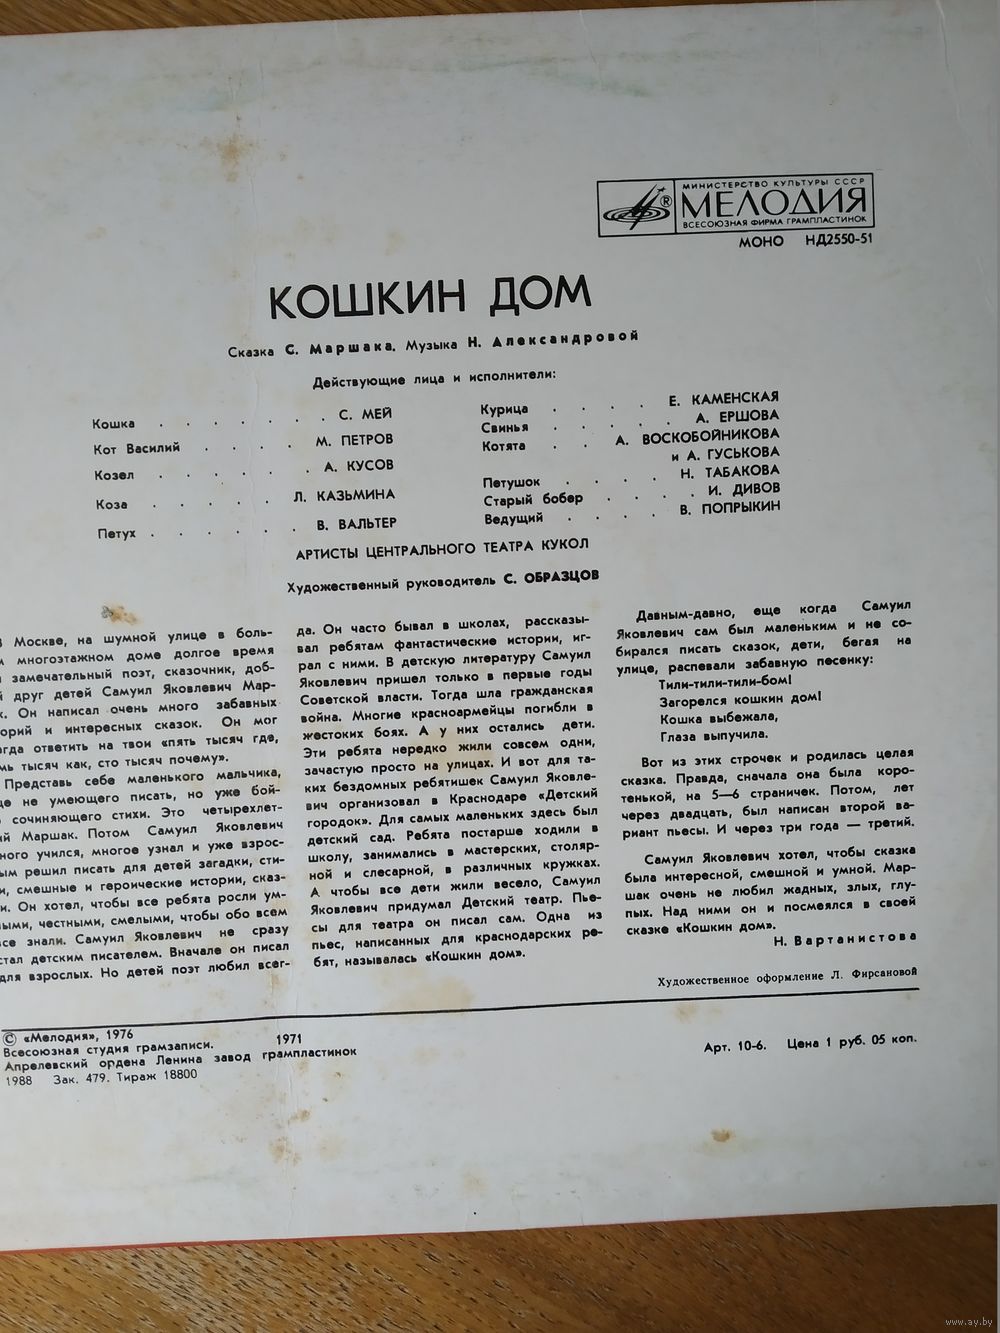 МИНИСТЕРСТВО КУЛЬТУРЫ СССР
МЕЛОДИЯ
ВСЕСОЮЗНАЯ ФИРМА ГРАМПЛАСТИНОК
®
МОНО НД2550-51
КОШКИН ДОМ
Сказка С. Маршака. Музыка Н. Александровой
Действующие лица и исполнители:
Кошка . . . . . . . С. МЕЙ
Кот Василий . . . . М. ПЕТРОВ
Козел . . . . . . А. КУСОВ
Коза . . . . . Л. КАЗЬМИНА
Петух . . . . . . В. ВАЛЬТЕР
Курица . . . . Е. КАМЕНСКАЯ
Свинья . . . . . А. ЕРШОВА
Котята . . А. ВОСКОБОЙНИКОВА
и А. ГУСЬКОВА
Петушок . . . . Н. ТАБАКОВА
Старый бобер . . . . И. ДИВОВ
Ведущий . . . . В. ПОПРЫКИН
АРТИСТЫ ЦЕНТРАЛЬНОГО ТЕАТРА КУКОЛ
Художественный руководитель С. ОБРАЗЦОВ
В Москве, на шумной улице в боль-
м многоэтажном доме долгое время
замечательный поэт, сказочник, доб-
й друг детей Самуил Яковлевич Мар-
к. Он написал очень много забавных
орий и интересных сказок. Он мог
гда ответить на твои «пять тысяч где,
мь тысяч как, сто тысяч почему».
Представь себе маленького мальчика,
ще не умеющего писать, но уже бой-
сочиняющего стихи. Это четырехлет-
ий Маршак. Потом Самуил Яковлевич
ного учился, многое узнал и уже взрос-
ым решил писать для детей загадки, сти-
и, смешные и героические истории, сказ-
и. Он хотел, чтобы все ребята росли ум-
ыми, честными, смелыми, чтобы обо всем
все знали. Самуил Яковлевич не сразу
стал детским писателем. Вначале он писал
для взрослых. Но детей поэт любил всег-
да. Он часто бывал в школах, рассказы-
вал ребятам фантастические истории, иг-
рал с ними. В детскую литературу Самуил
Яковлевич пришел только в первые годы
Советской власти. Тогда шла гражданская
война. Многие красноармейцы погибли в
жестоких боях. А у них остались дети.
Эти ребята нередко жили совсем одни,
зачастую просто на улицах. И вот для та-
ких бездомных ребятишек Самуил Яковле-
вич организовал в Краснодаре «Детский
городок». Для самых маленьких здесь был
детский сад. Ребята постарше ходили в
школу, занимались в мастерских, столяр-
ной и слесарной, в различных кружках.
А чтобы все дети жили весело, Самуил
Яковлевич придумал Детский театр. Пье-
сы для театра он писал сам. Одна из
пьес, написанных для краснодарских ре-
бят, называлась «Кошкин дом».
Давным-давно, еще когда Самуил
Яковлевич сам был маленьким и не со-
бирался писать сказок, дети, бегая на
улице, распевали забавную песенку:
Тили-тили-тили-бом!
Загорелся кошкин дом!
Кошка выбежала,
Глаза выпучила.
Вот из этих строчек и родилась целая
сказка. Правда, сначала она была коро-
тенькой, на 5—6 страничек. Потом, лет
через двадцать, был написан второй ва-
риант пьесы. И через три года — третий.
Самуил Яковлевич хотел, чтобы сказка
была интересной, смешной и умной. Мар-
шак очень не любил жадных, злых, глу-
пых. Над ними он и посмеялся в своей
сказке «Кошкин дом».
Н. Вартанистова
Художественное оформление Л. Фирсановой
© «Мелодия», 1976
Всесоюзная студия грамзаписи. 1971
Апрелевский ордена Ленина завод грампластинок
1988 Зак. 479. Тираж 18800
Арт. 10-6. Цена 1 руб. 05 коп.
www.ay.by